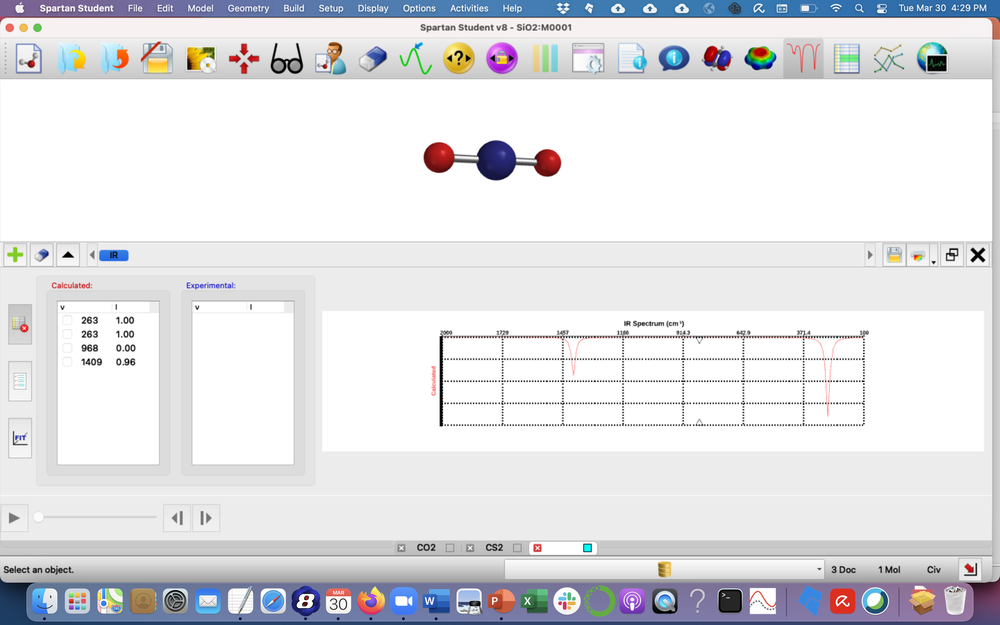 Spartan Student File Edit Model Geometry Build Setup Display Options Activities Help Tue Mar 30 4:29 PM
Spartan Student v8 - SiO2:M0001
IR
Calculated: Experimental:
ν I ν I
263 1.00
263 1.00
968 0.00
1409 0.96
IR Spectrum (cm⁻¹)
2000 1729 1457 1186 914.3 642.9 371.4 100
Calculated
FIT
CO2 CS2
Select an object. 3 Doc 1 Mol Civ
280
8
MAR
30
W
P
X
?
>_